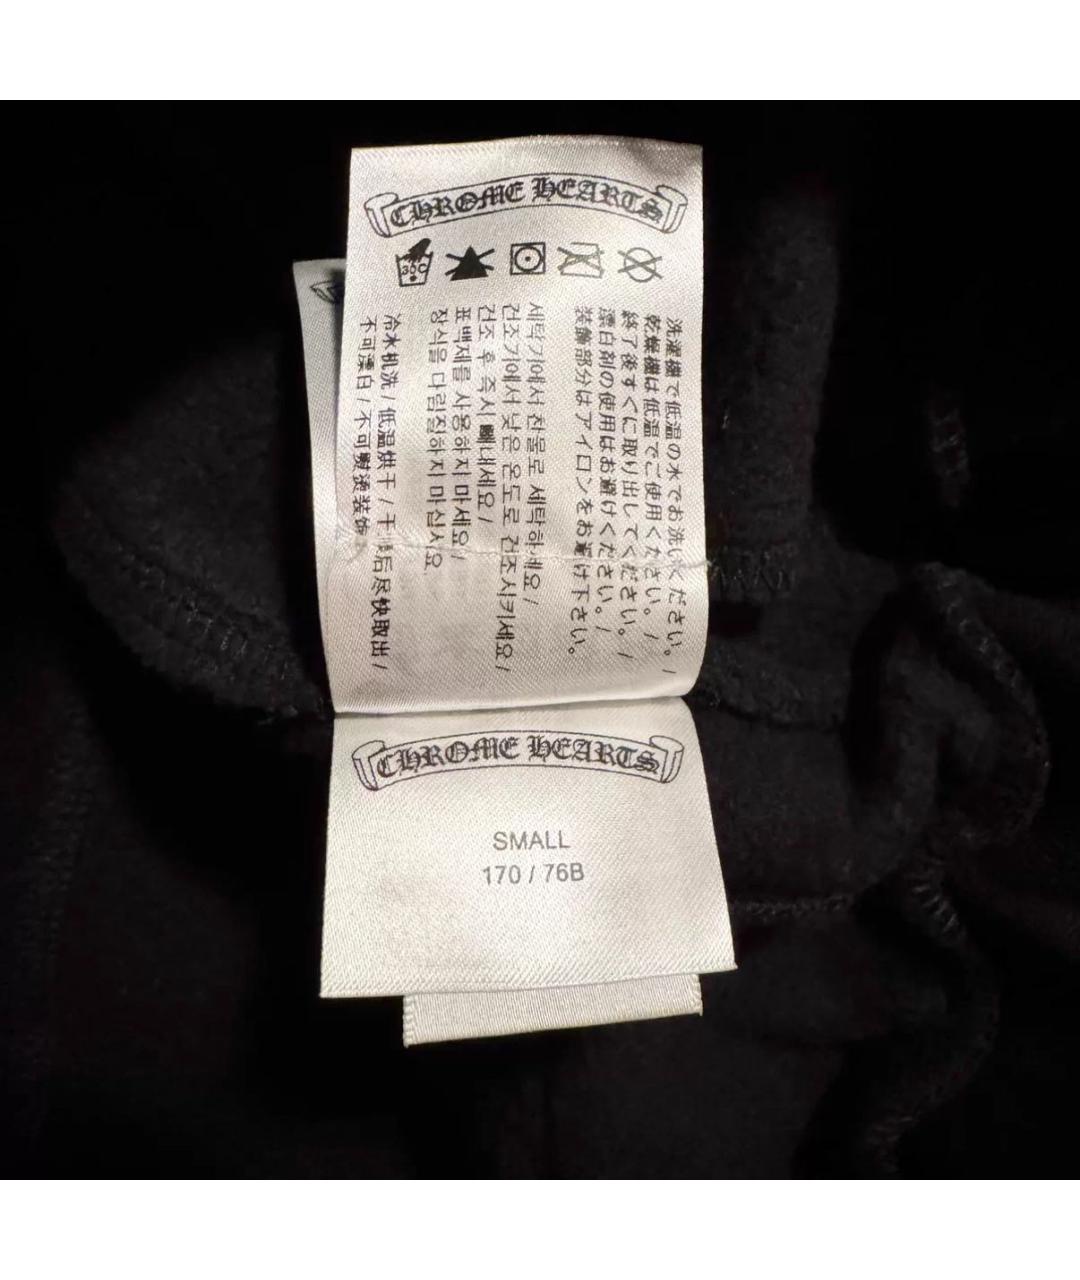 CHROME HEARTS
30C
洗濯機で低温の水でお洗いください。/
乾燥機は低温でご使用ください。/
終了後すぐに取り出してください。/
漂白剤の使用はお避けください。/
装飾部分はアイロンをお避け下さい。
세탁기에서 찬물로 세탁하세요 /
건조기에서 낮은 온도로 건조시키세요 /
건조 후 즉시 빼내세요 /
표백제를 사용하지 마세요 /
장식을 다림질하지 마십시요.
冷水机洗 / 低温烘干 / 干燥后尽快取出 /
不可漂白 / 不可熨烫装饰
CHROME HEARTS
SMALL
170 / 76B